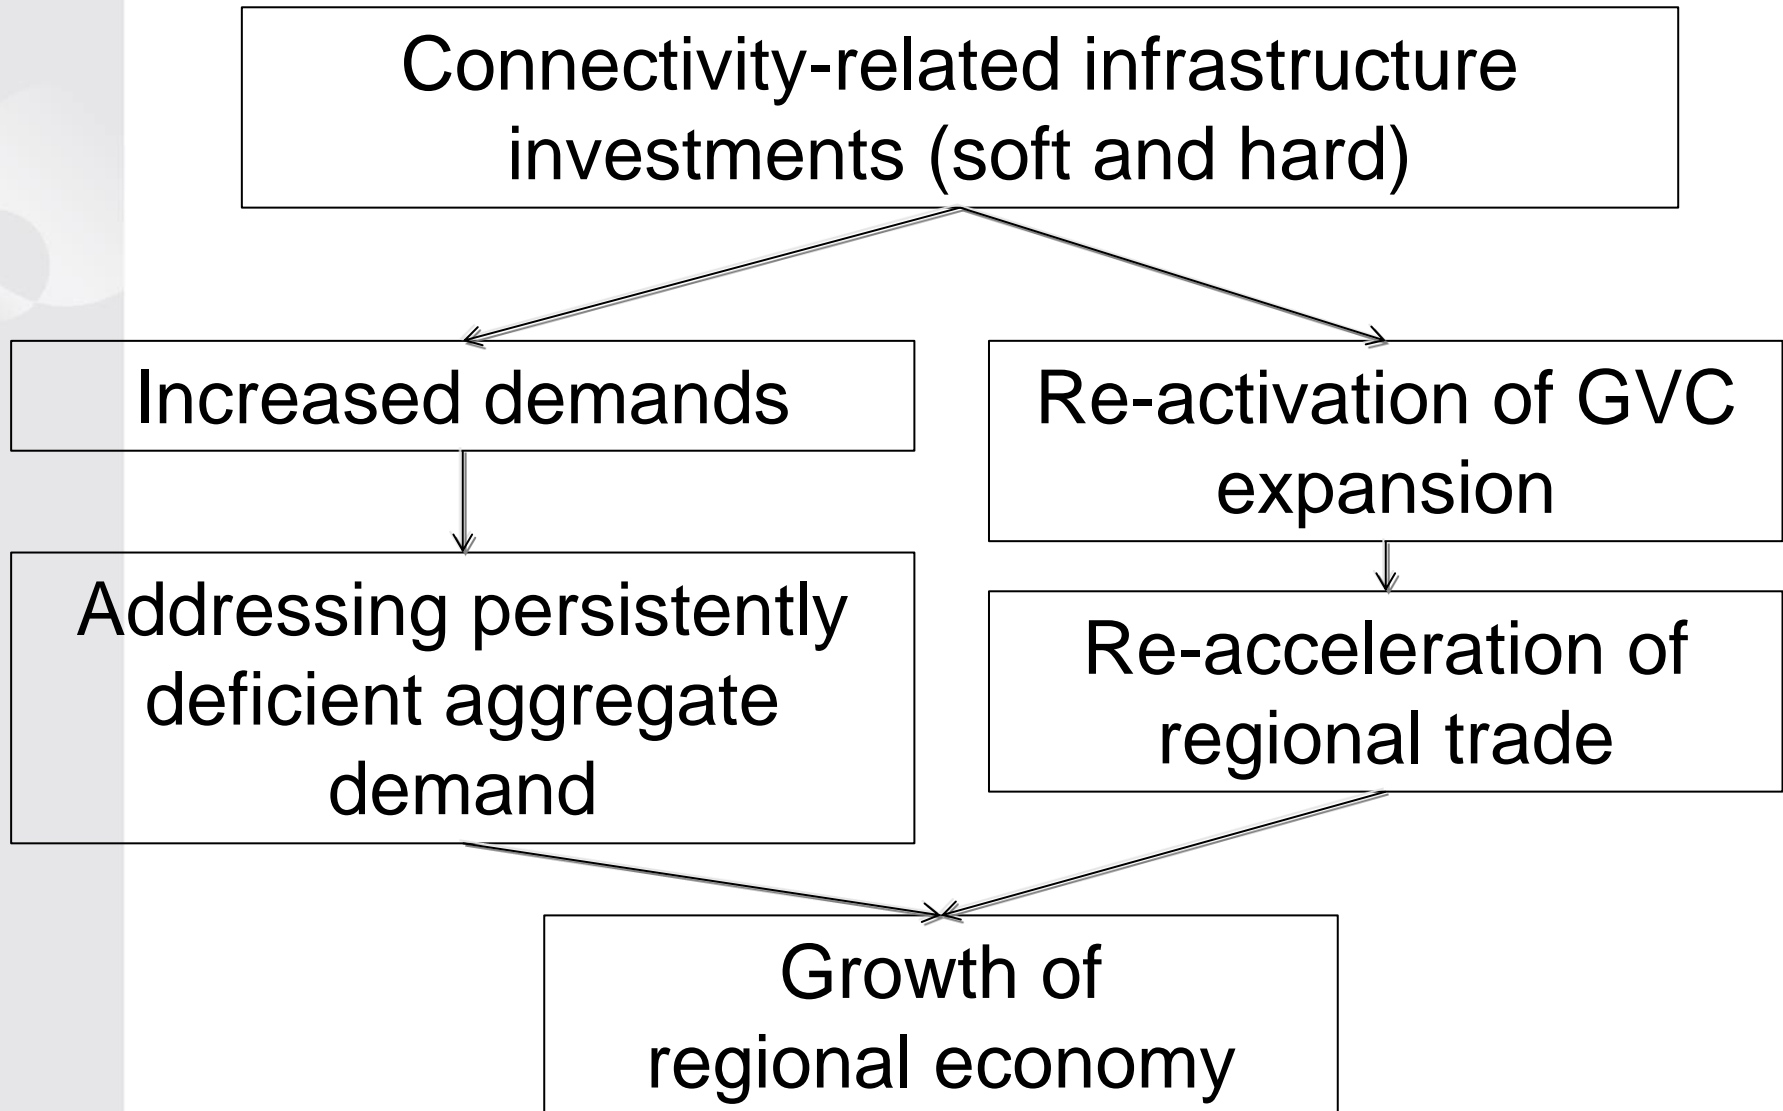 Connectivity-related infrastructure
investments (soft and hard)
Increased demands
Re-activation of GVC
expansion
Addressing persistently
deficient aggregate
demand
Re-acceleration of
regional trade
Growth of
regional economy